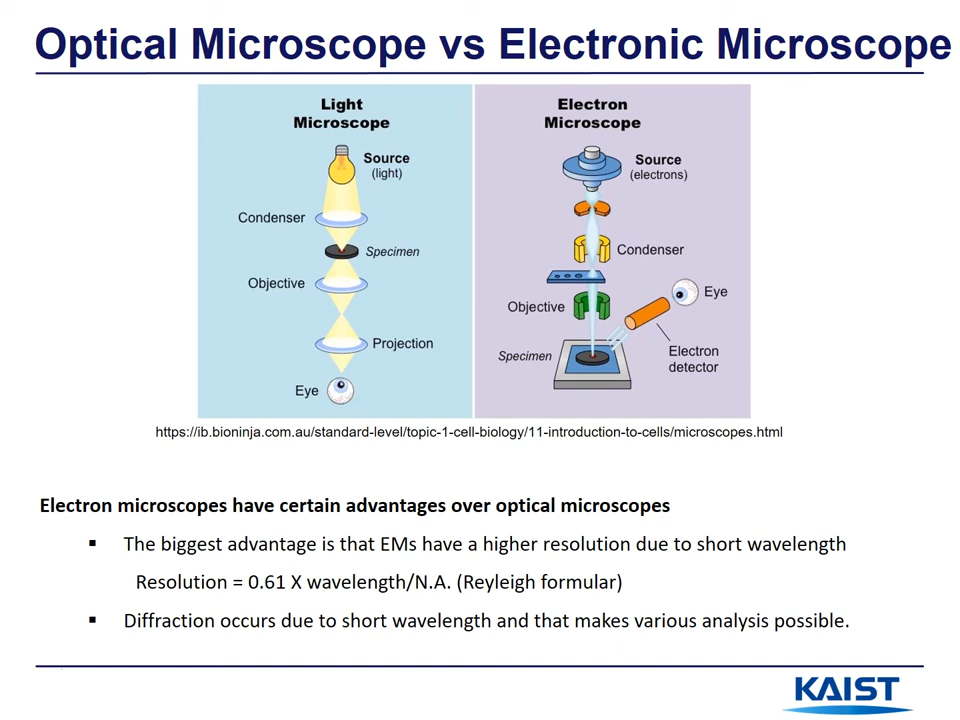 Optical Microscope vs Electronic Microscope
Light
Microscope
Source
(light)
Condenser
Specimen
Objective
Projection
Eye
Electron
Microscope
Source
(electrons)
Condenser
Eye
Objective
Specimen
Electron
detector
https://ib.bioninja.com.au/standard-level/topic-1-cell-biology/11-introduction-to-cells/microscopes.html
Electron microscopes have certain advantages over optical microscopes
▪ The biggest advantage is that EMs have a higher resolution due to short wavelength
Resolution = 0.61 X wavelength/N.A. (Reyleigh formular)
▪ Diffraction occurs due to short wavelength and that makes various analysis possible.
KAIST